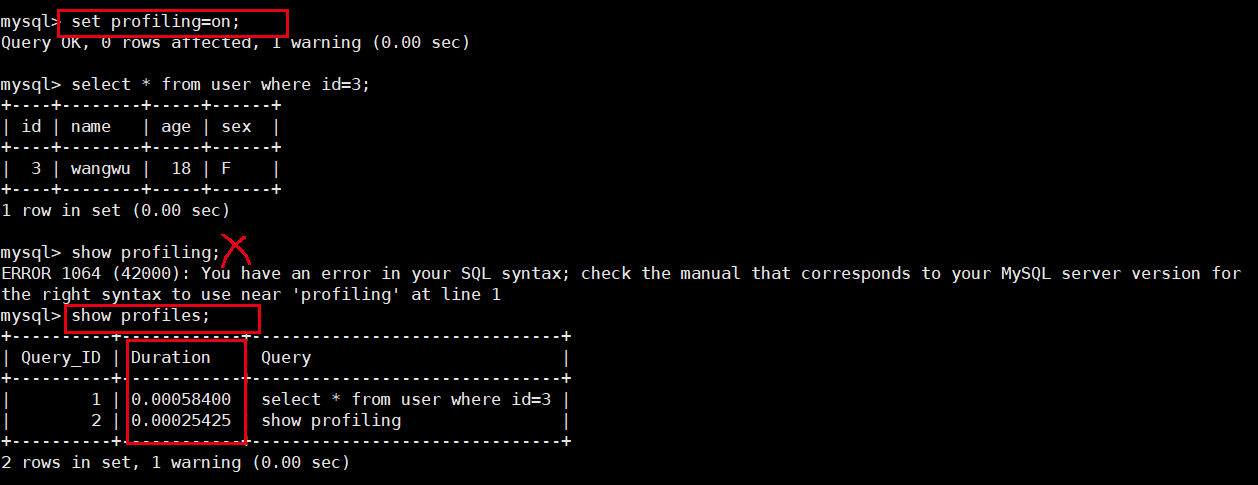 mysql> set profiling=on;
Query OK, 0 rows affected, 1 warning (0.00 sec)
mysql> select * from user where id=3;
+----+--------+-----+------+
| id | name   | age | sex  |
+----+--------+-----+------+
|  3 | wangwu |  18 | F    |
+----+--------+-----+------+
1 row in set (0.00 sec)
mysql> show profiling;
ERROR 1064 (42000): You have an error in your SQL syntax; check the manual that corresponds to your MySQL server version for
the right syntax to use near 'profiling' at line 1
mysql> show profiles;
+----------+------------+-------------------------------+
| Query_ID | Duration   | Query                         |
+----------+------------+-------------------------------+
|        1 | 0.00058400 | select * from user where id=3 |
|        2 | 0.00025425 | show profiling                |
+----------+------------+-------------------------------+
2 rows in set, 1 warning (0.00 sec)